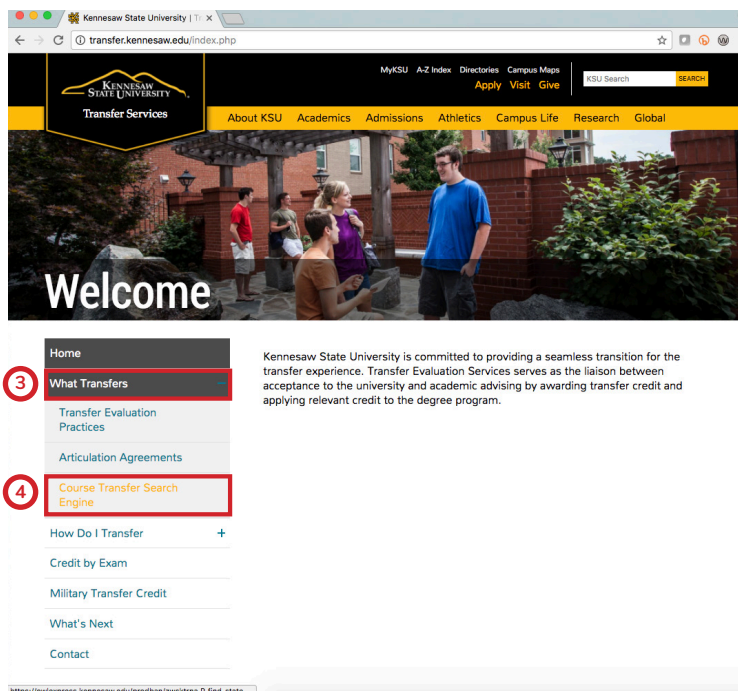 Kennesaw State University | Tr
transfer.kennesaw.edu/index.php
MyKSU A-Z Index Directories Campus Maps
Apply Visit Give
KSU Search SEARCH
KENNESAW
STATE UNIVERSITY
Transfer Services
About KSU Academics Admissions Athletics Campus Life Research Global
Welcome
Home
3 What Transfers
Transfer Evaluation
Practices
Articulation Agreements
4 Course Transfer Search
Engine
How Do I Transfer +
Credit by Exam
Military Transfer Credit
What's Next
Contact
Kennesaw State University is committed to providing a seamless transition for the
transfer experience. Transfer Evaluation Services serves as the liaison between
acceptance to the university and academic advising by awarding transfer credit and
applying relevant credit to the degree program.